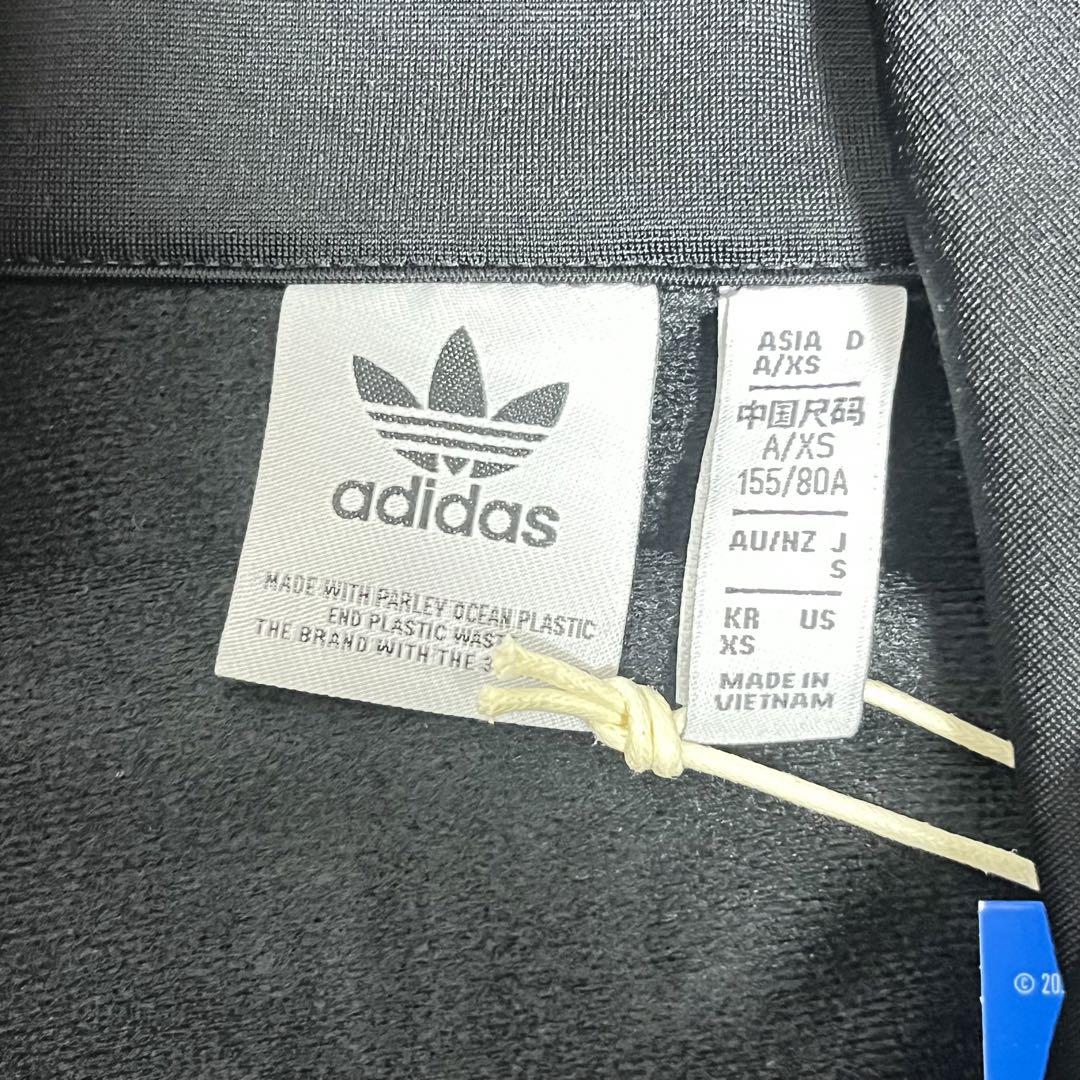 adidas
MADE WITH PARLEY OCEAN PLASTIC
END PLASTIC
THE BRAND WITH THE 3
ASIA D
A/XS
中国尺码
A/XS
155/80A
AU/NZ J
S
KR US
XS
MADE IN
VIETNAM
© 20